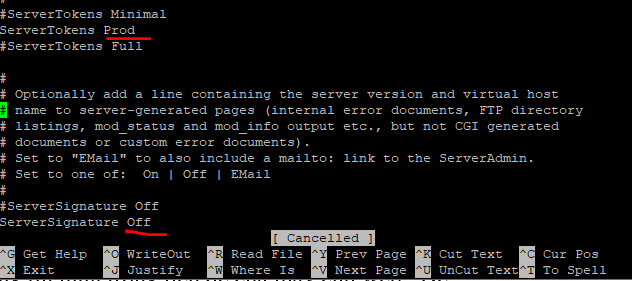 #
#ServerTokens Minimal
ServerTokens Prod
#ServerTokens Full
#
# Optionally add a line containing the server version and virtual host
# name to server-generated pages (internal error documents, FTP directory
# listings, mod_status and mod_info output etc., but not CGI generated
# documents or custom error documents).
# Set to "EMail" to also include a mailto: link to the ServerAdmin.
# Set to one of:  On | Off | EMail
#
#ServerSignature Off
ServerSignature Off
[ Cancelled ]
^G Get Help ^O WriteOut ^R Read File ^Y Prev Page ^K Cut Text ^C Cur Pos
^X Exit ^J Justify ^W Where Is ^V Next Page ^U UnCut Text ^T To Spell